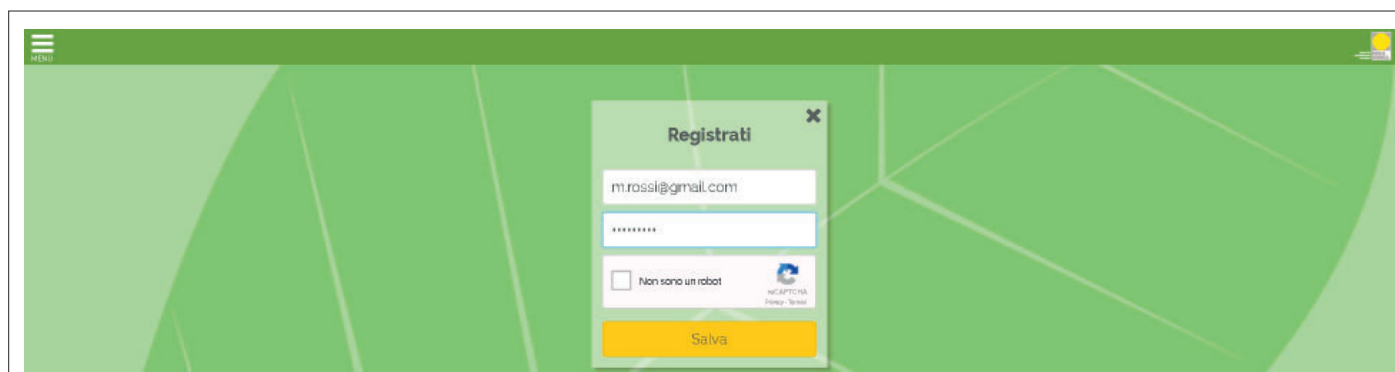 MENU
Registrati
m.rossi@gmail.com
•••••••••
Non sono un robot
reCAPTCHA
Privacy - Termini
Salva